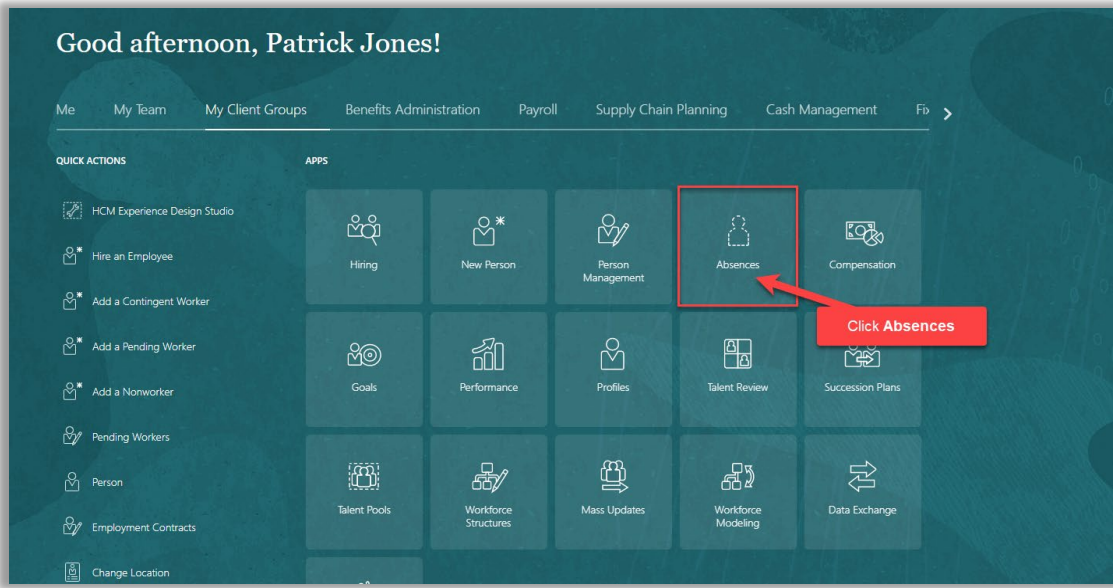 Good afternoon, Patrick Jones!
Me My Team My Client Groups Benefits Administration Payroll Supply Chain Planning Cash Management Fix
QUICK ACTIONS
APPS
HCM Experience Design Studio
Hire an Employee
Add a Contingent Worker
Add a Pending Worker
Add a Nonworker
Pending Workers
Person
Employment Contracts
Change Location
Hiring
New Person
Person
Management
Absences
Compensation
Click Absences
Goals
Performance
Profiles
Talent Review
Succession Plans
Talent Pools
Workforce
Structures
Mass Updates
Workforce
Modeling
Data Exchange